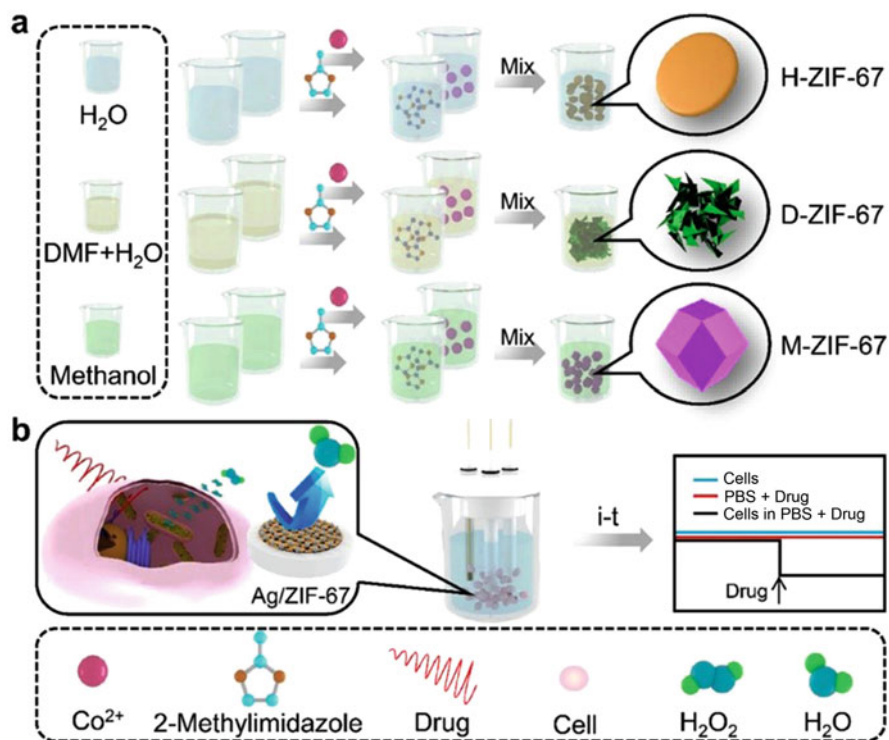 a
H₂O
Mix
H-ZIF-67
DMF+H₂O
Mix
D-ZIF-67
Methanol
Mix
M-ZIF-67
b
Ag/ZIF-67
i-t
Cells
PBS + Drug
Cells in PBS + Drug
Drug
Co²⁺
2-Methylimidazole
Drug
Cell
H₂O₂
H₂O